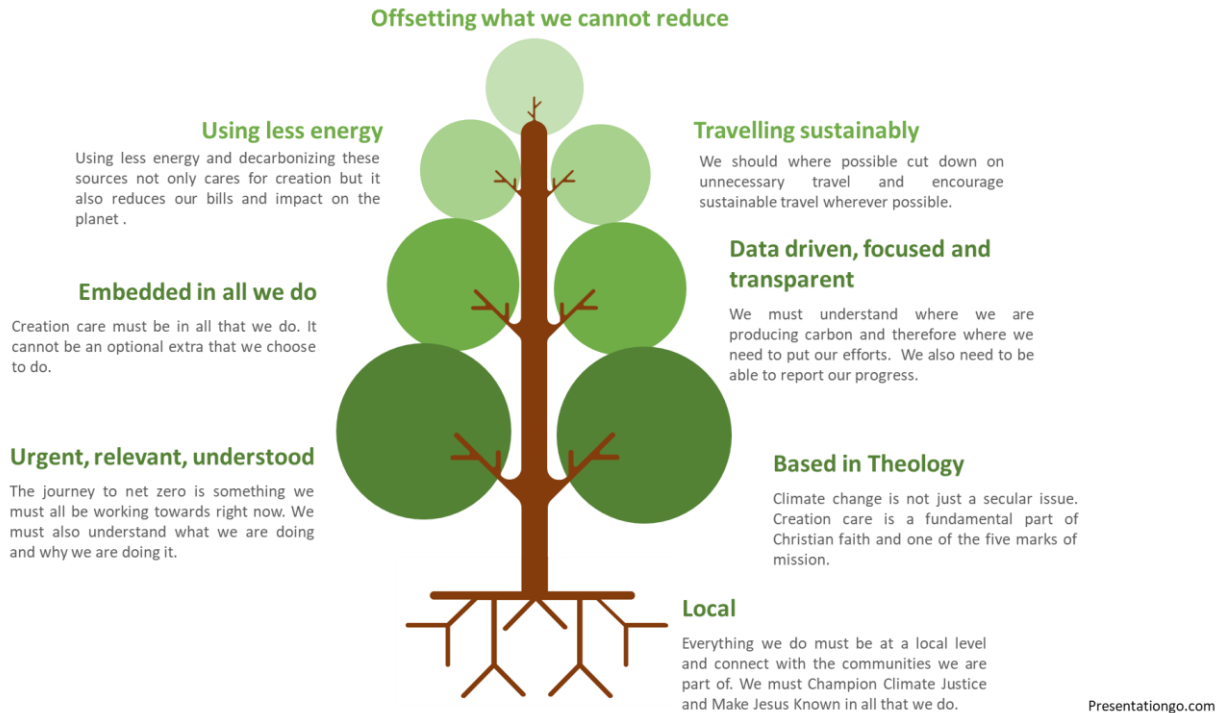 Offsetting what we cannot reduce
Using less energy
Using less energy and decarbonizing these
sources not only cares for creation but it
also reduces our bills and impact on the
planet .
Travelling sustainably
We should where possible cut down on
unnecessary travel and encourage
sustainable travel wherever possible.
Embedded in all we do
Creation care must be in all that we do. It
cannot be an optional extra that we choose
to do.
Data driven, focused and
transparent
We must understand where we are
producing carbon and therefore where we
need to put our efforts. We also need to be
able to report our progress.
Urgent, relevant, understood
The journey to net zero is something we
must all be working towards right now. We
must also understand what we are doing
and why we are doing it.
Based in Theology
Climate change is not just a secular issue.
Creation care is a fundamental part of
Christian faith and one of the five marks of
mission.
Local
Everything we do must be at a local level
and connect with the communities we are
part of. We must Champion Climate Justice
and Make Jesus Known in all that we do.
Presentationgo.com